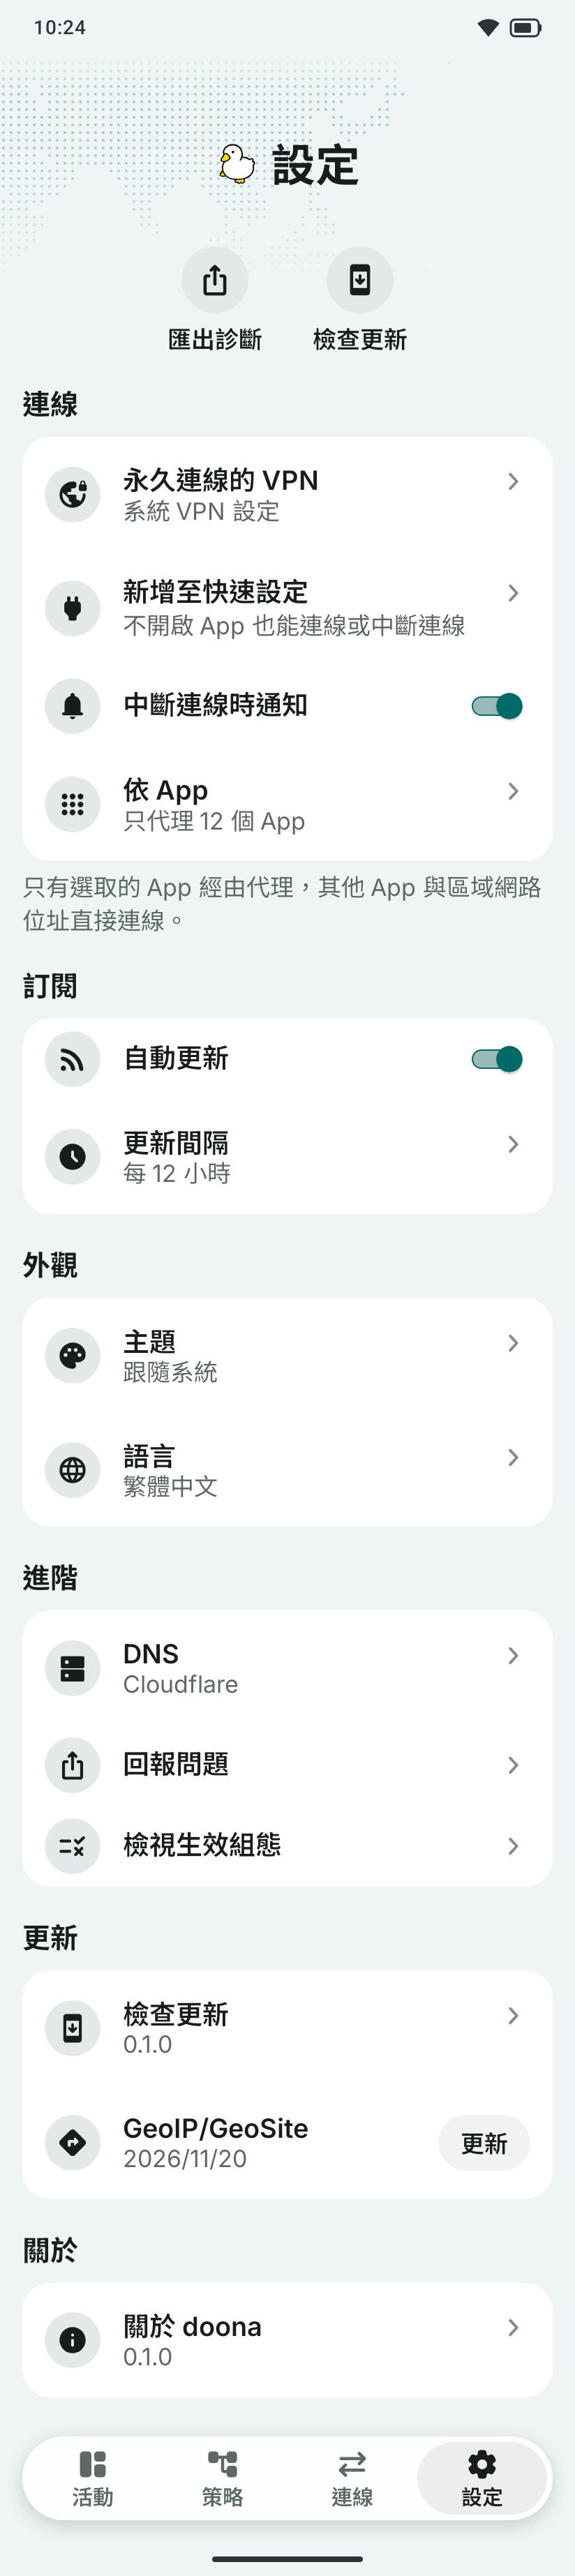 10:24
設定
匯出診斷
檢查更新
連線
永久連線的 VPN
系統 VPN 設定
新增至快速設定
不開啟 App 也能連線或中斷連線
中斷連線時通知
依 App
只代理 12 個 App
只有選取的 App 經由代理，其他 App 與區域網路
位址直接連線。
訂閱
自動更新
更新間隔
每 12 小時
外觀
主題
跟隨系統
語言
繁體中文
進階
DNS
Cloudflare
回報問題
檢視生效組態
更新
檢查更新
0.1.0
GeoIP/GeoSite
2026/11/20
更新
關於
關於 doona
0.1.0
活動
策略
連線
設定